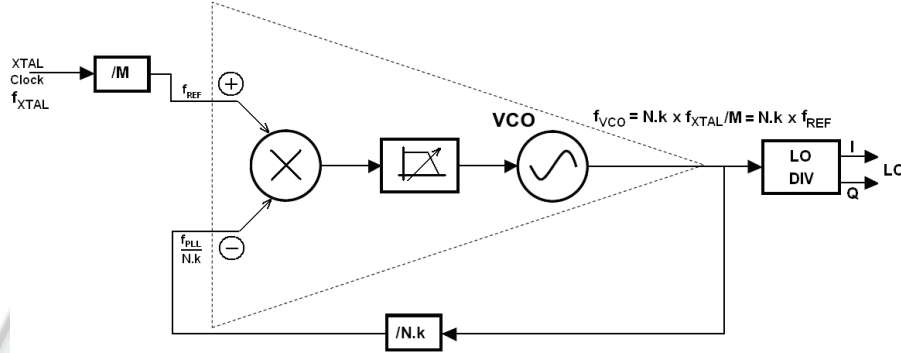 XTAL
Clock
fXTAL
/M
fREF
+
VCO
fVCO = N.k x fXTAL/M = N.k x fREF
LO
DIV
I
Q
LO
fPLL
N.k
−
/N.k